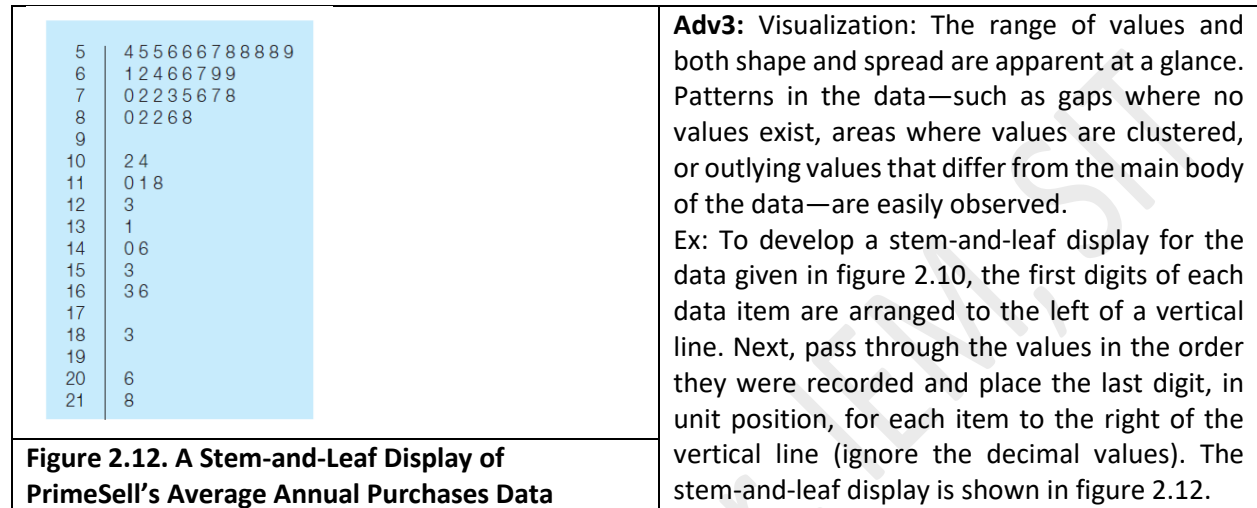 5 | 455666788889
6 | 12466799
7 | 02235678
8 | 02268
9 |
10 | 24
11 | 018
12 | 3
13 | 1
14 | 06
15 | 3
16 | 36
17 |
18 | 3
19 |
20 | 6
21 | 8
Figure 2.12. A Stem-and-Leaf Display of
PrimeSell’s Average Annual Purchases Data
Adv3: Visualization: The range of values and
both shape and spread are apparent at a glance.
Patterns in the data—such as gaps where no
values exist, areas where values are clustered,
or outlying values that differ from the main body
of the data—are easily observed.
Ex: To develop a stem-and-leaf display for the
data given in figure 2.10, the first digits of each
data item are arranged to the left of a vertical
line. Next, pass through the values in the order
they were recorded and place the last digit, in
unit position, for each item to the right of the
vertical line (ignore the decimal values). The
stem-and-leaf display is shown in figure 2.12.
IEM, SIT